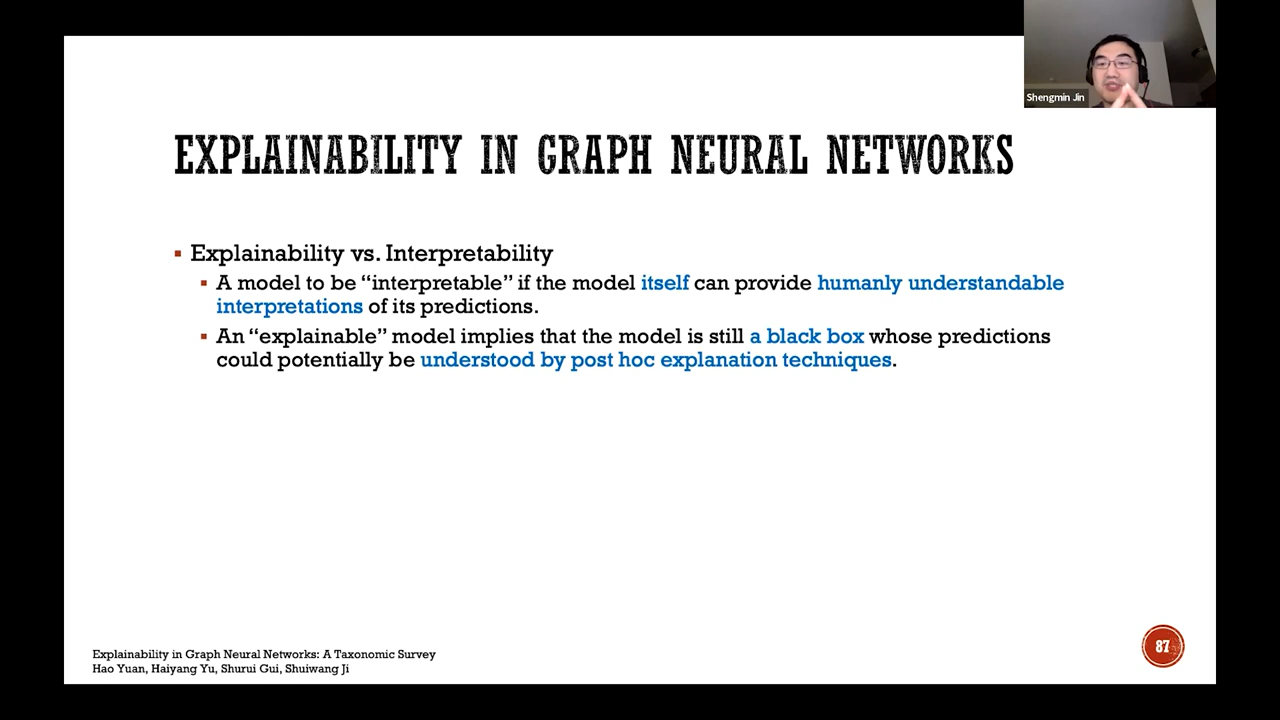 Shengmin Jin
EXPLAINABILITY IN GRAPH NEURAL NETWORKS
▪ Explainability vs. Interpretability
▪ A model to be “interpretable” if the model itself can provide humanly understandable
interpretations of its predictions.
▪ An “explainable” model implies that the model is still a black box whose predictions
could potentially be understood by post hoc explanation techniques.
Explainability in Graph Neural Networks: A Taxonomic Survey
Hao Yuan, Haiyang Yu, Shurui Gui, Shuiwang Ji
87